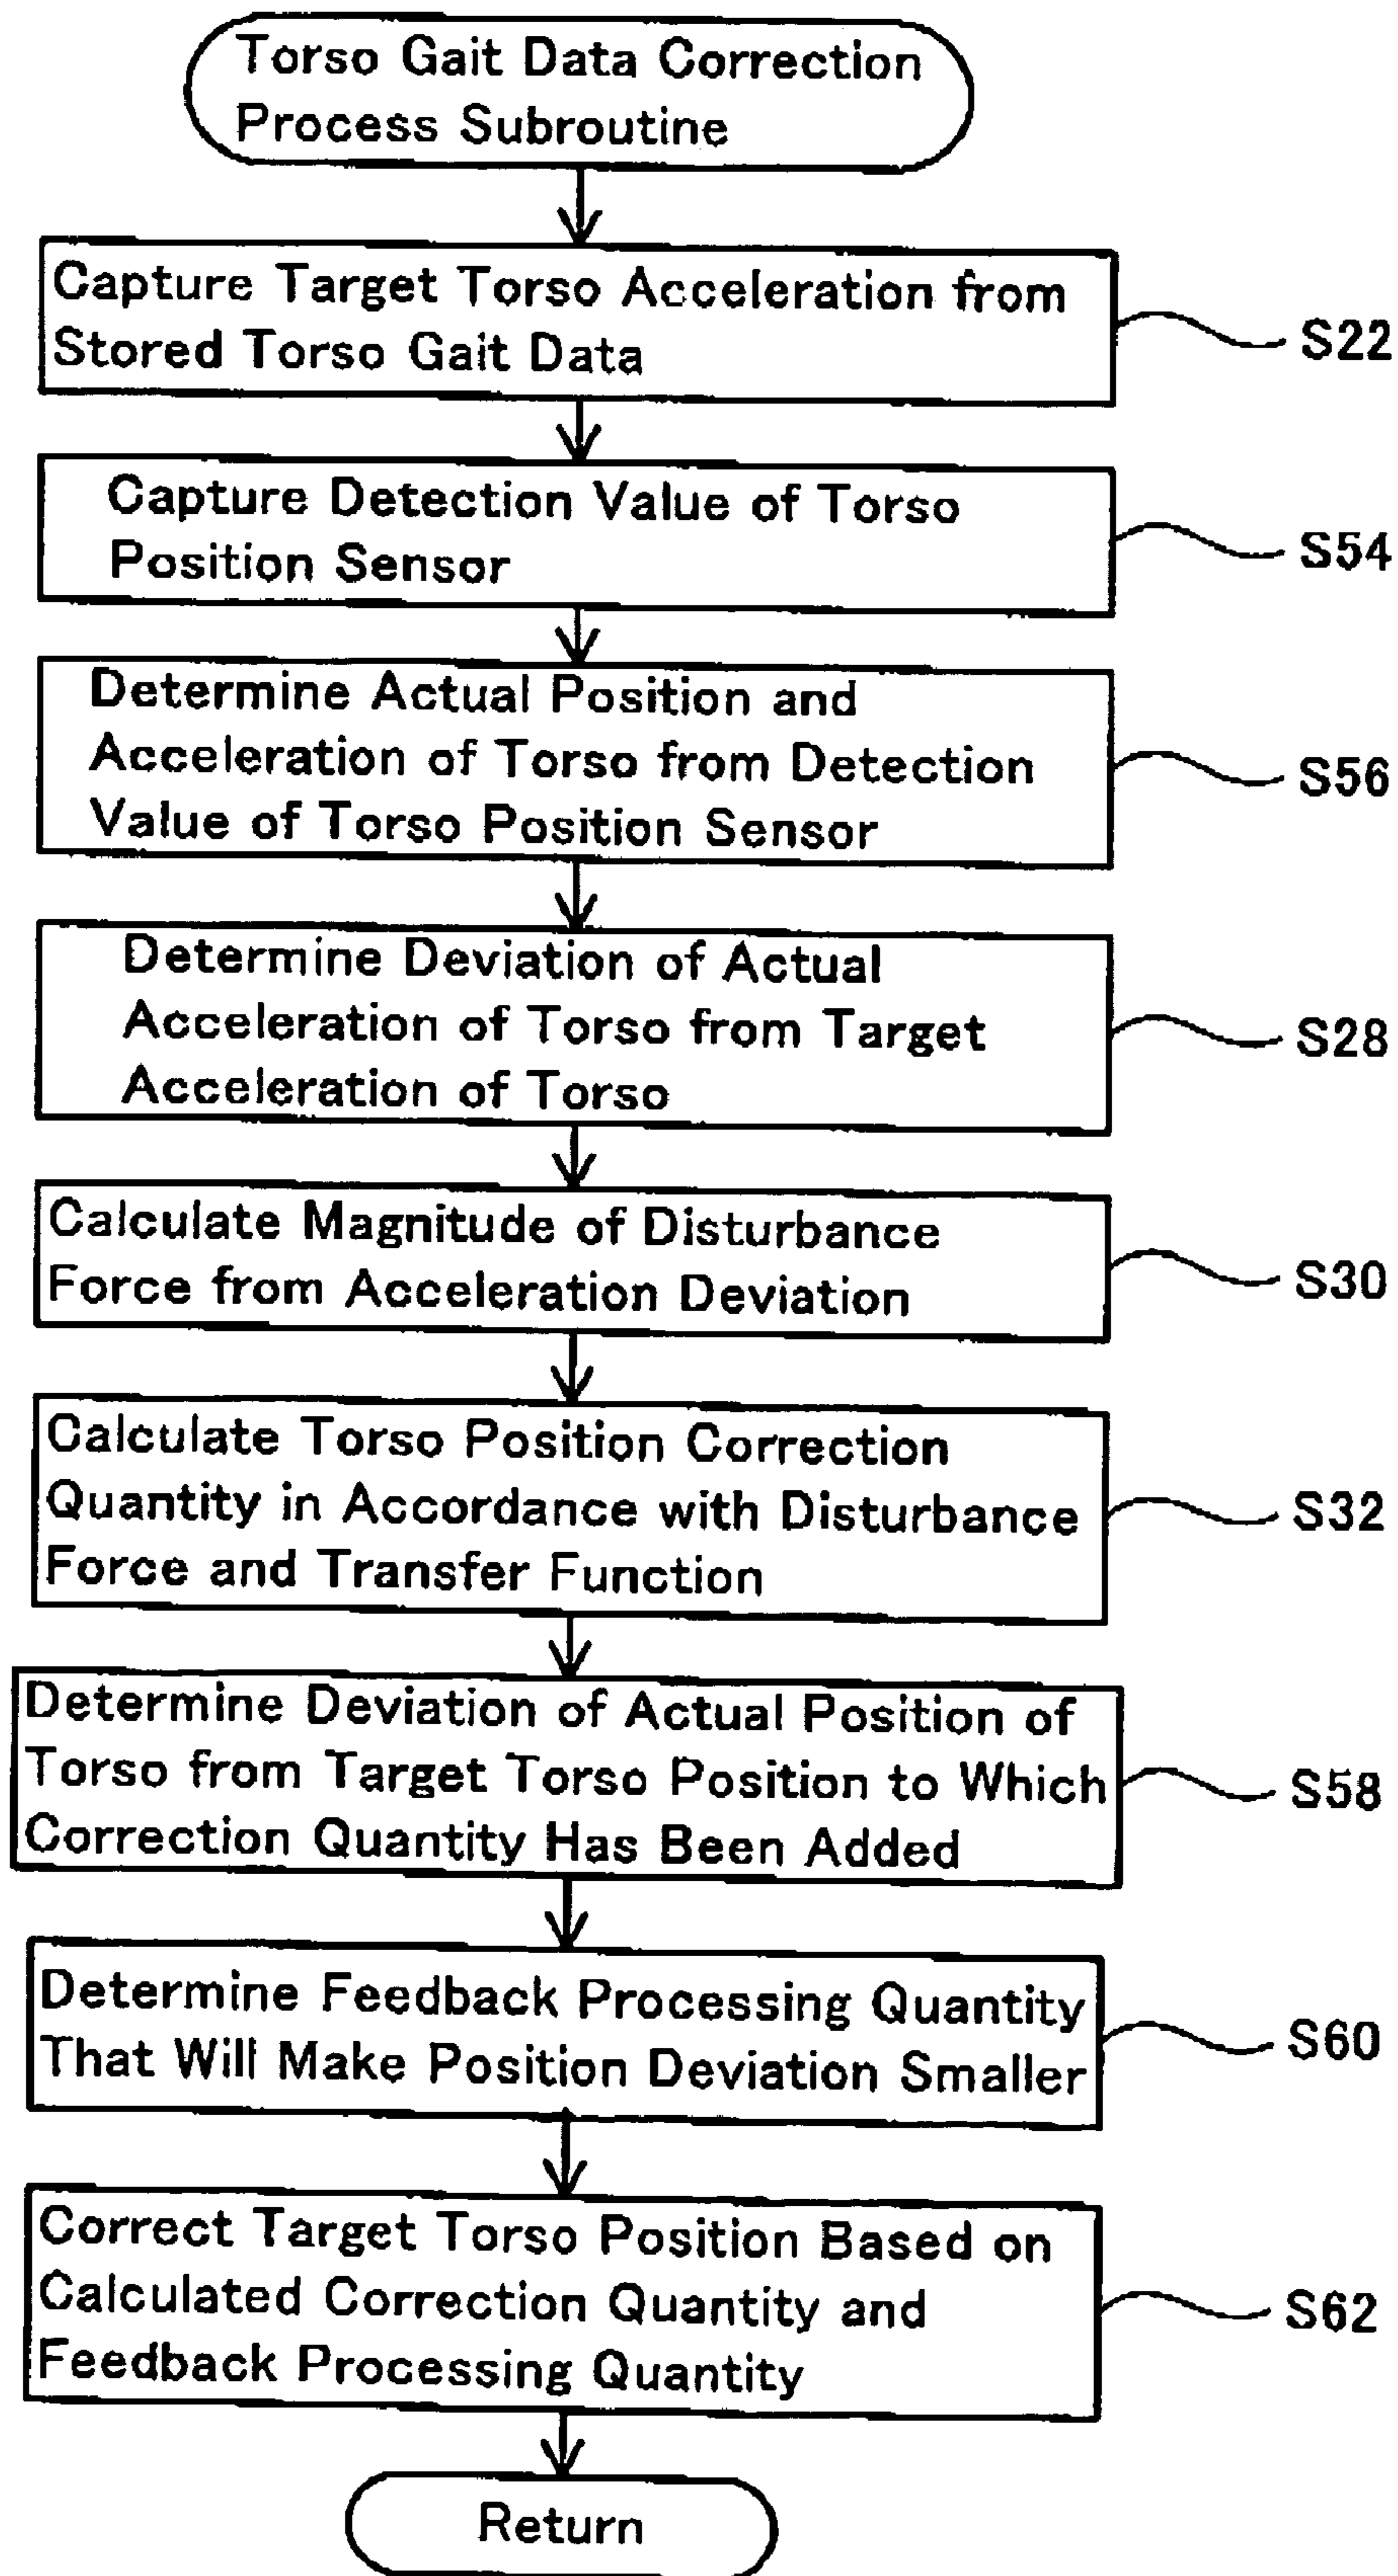 Torso Gait Data Correction
Process Subroutine
Capture Target Torso Acceleration from
Stored Torso Gait Data
S22
Capture Detection Value of Torso
Position Sensor
S54
Determine Actual Position and
Acceleration of Torso from Detection
Value of Torso Position Sensor
S56
Determine Deviation of Actual
Acceleration of Torso from Target
Acceleration of Torso
S28
Calculate Magnitude of Disturbance
Force from Acceleration Deviation
S30
Calculate Torso Position Correction
Quantity in Accordance with Disturbance
Force and Transfer Function
S32
Determine Deviation of Actual Position of
Torso from Target Torso Position to Which
Correction Quantity Has Been Added
S58
Determine Feedback Processing Quantity
That Will Make Position Deviation Smaller
S60
Correct Target Torso Position Based on
Calculated Correction Quantity and
Feedback Processing Quantity
S62
Return